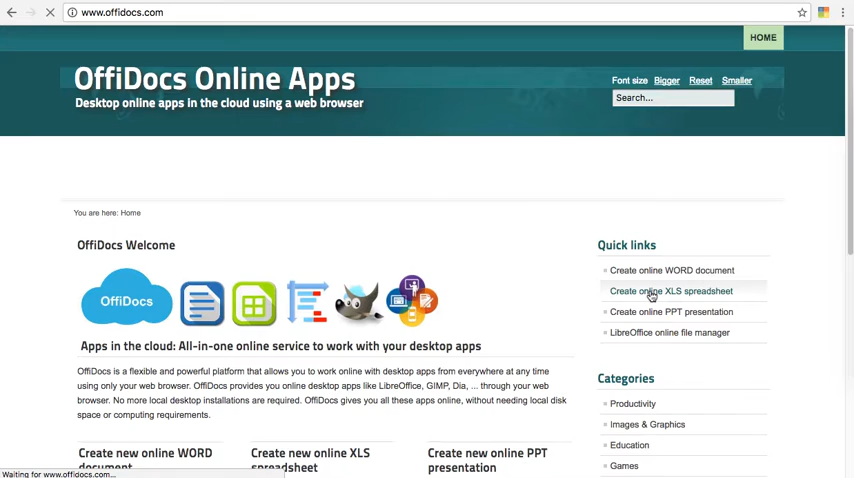 www.offidocs.com
HOME
OffiDocs Online Apps
Desktop online apps in the cloud using a web browser
Font size Bigger Reset Smaller
Search...
You are here: Home
OffiDocs Welcome
OffiDocs
Apps in the cloud: All-in-one online service to work with your desktop apps
OffiDocs is a flexible and powerful platform that allows you to work online with desktop apps from everywhere at any time
using only your web browser. OffiDocs provides you online desktop apps like LibreOffice, GIMP, Dia, ... through your web
browser. No more local desktop installations are required. OffiDocs gives you all these apps online, without needing local disk
space or computing requirements.
Create new online WORD
document
Create new online XLS
spreadsheet
Create new online PPT
presentation
Quick links
Create online WORD document
Create online XLS spreadsheet
Create online PPT presentation
LibreOffice online file manager
Categories
Productivity
Images & Graphics
Education
Games
Waiting for www.offidocs.com...